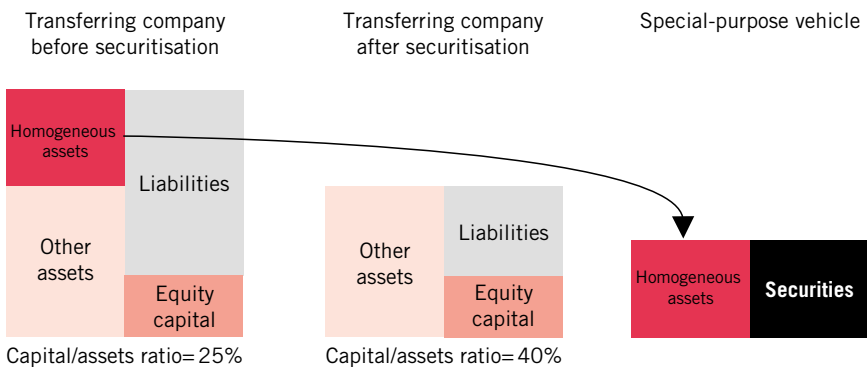 Transferring company
before securitisation
Transferring company
after securitisation
Special-purpose vehicle
Homogeneous
assets
Liabilities
Other
assets
Equity
capital
Capital/assets ratio= 25%
Other
assets
Liabilities
Equity
capital
Capital/assets ratio= 40%
Homogeneous
assets
Securities